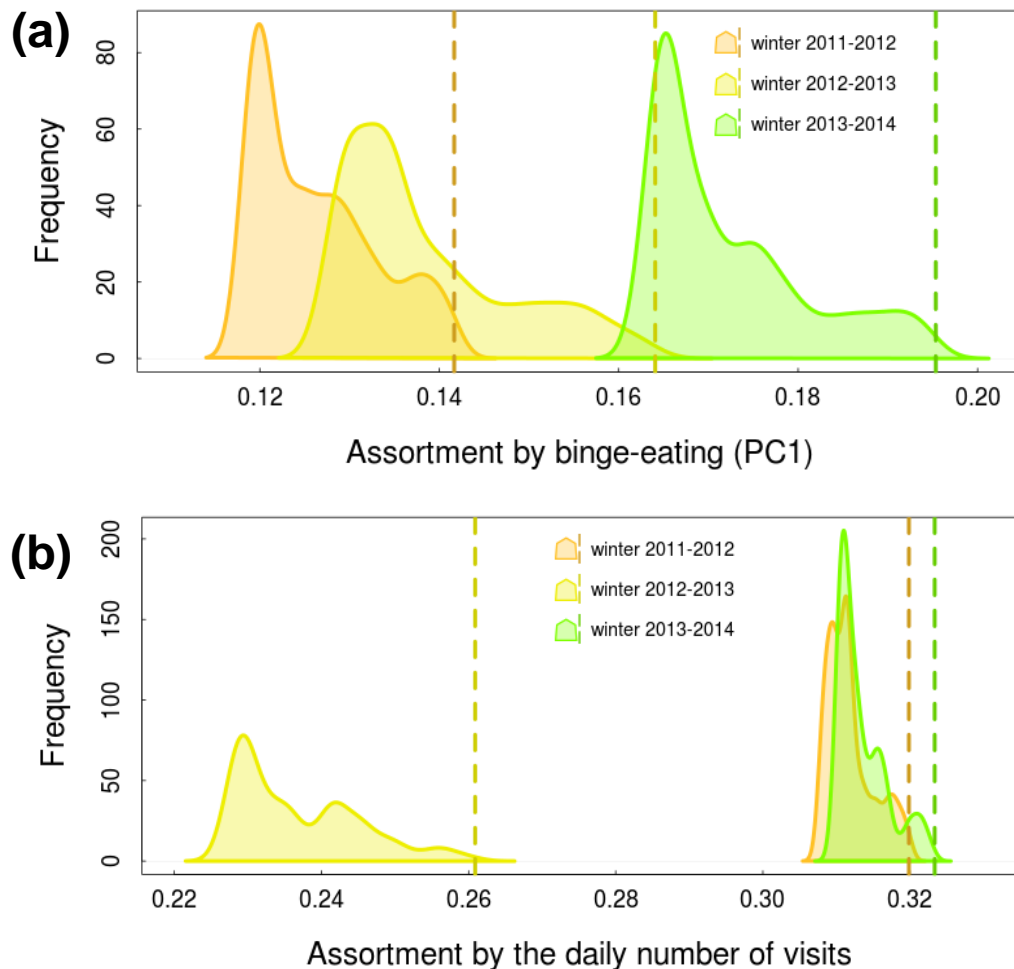 (a)
Frequency
80
60
40
20
0
winter 2011-2012
winter 2012-2013
winter 2013-2014
0.12 0.14 0.16 0.18 0.20
Assortment by binge-eating (PC1)
(b)
Frequency
200
150
100
50
0
winter 2011-2012
winter 2012-2013
winter 2013-2014
0.22 0.24 0.26 0.28 0.30 0.32
Assortment by the daily number of visits